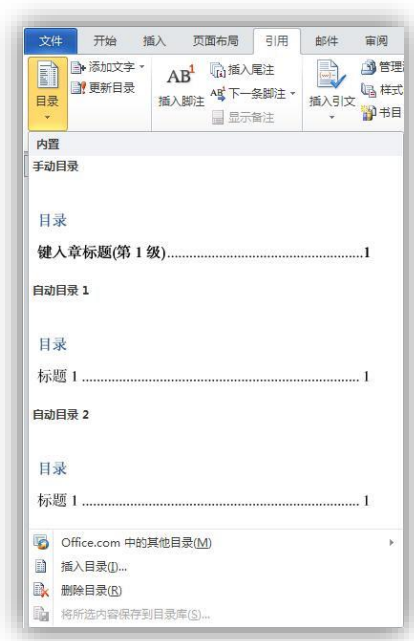 文件 开始 插入 页面布局 引用 邮件 审阅
目录
添加文字
更新目录
AB1
插入脚注
插入尾注
AB1 下一条脚注
显示备注
插入引文
管理
样式
书目
内置
手动目录
目录
键入章标题(第 1 级)................................................1
自动目录 1
目录
标题 1 .................................................................... 1
自动目录 2
目录
标题 1 .................................................................... 1
Office.com 中的其他目录(M)
插入目录(I)...
删除目录(R)
将所选内容保存到目录库(S)...